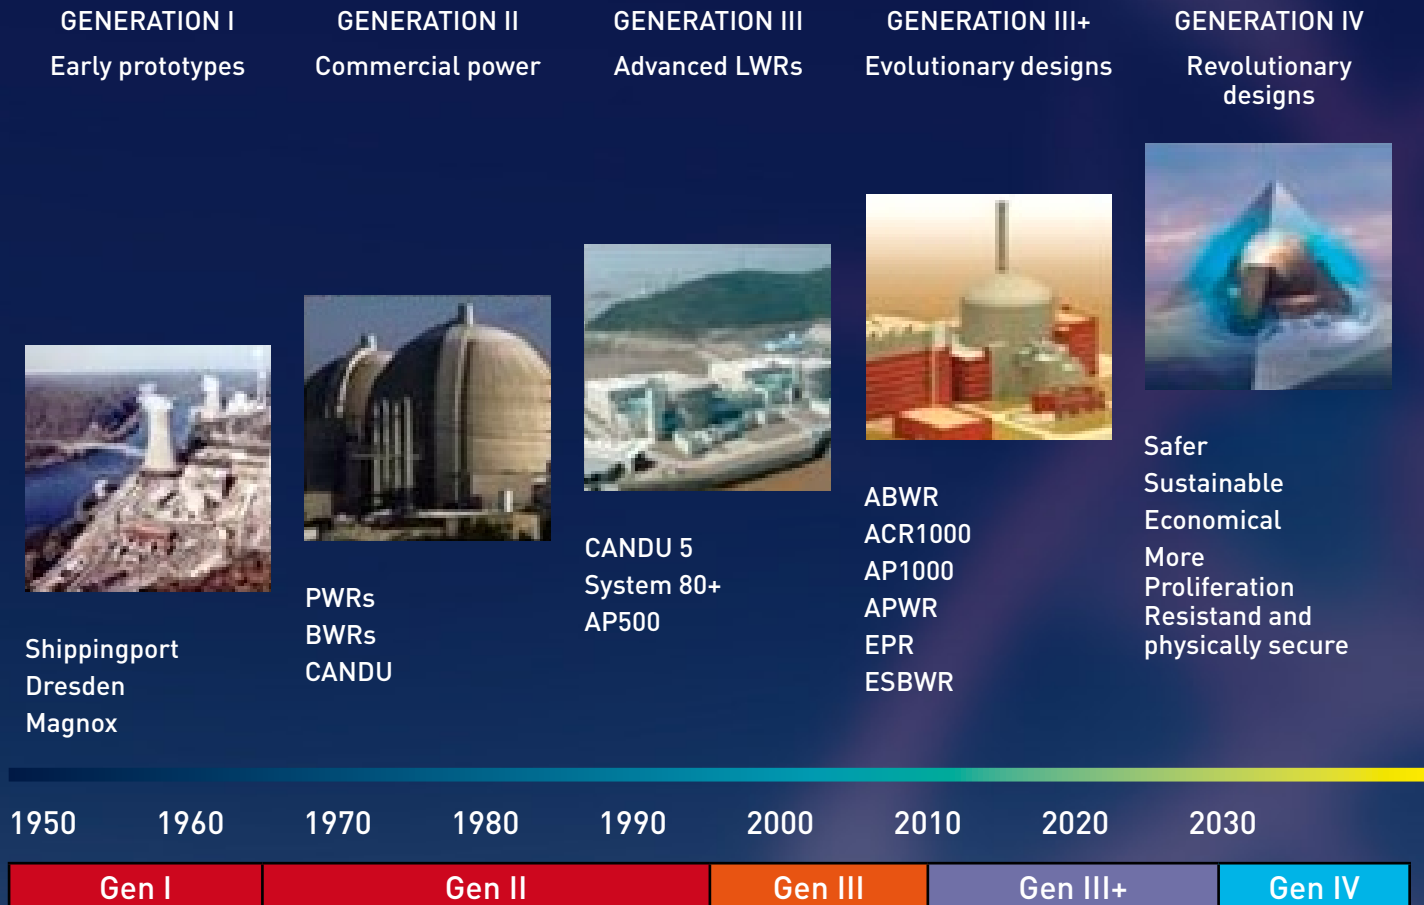 GENERATION I
Early prototypes
Shippingport
Dresden
Magnox
GENERATION II
Commercial power
PWRs
BWRs
CANDU
GENERATION III
Advanced LWRs
CANDU 5
System 80+
AP500
GENERATION III+
Evolutionary designs
ABWR
ACR1000
AP1000
APWR
EPR
ESBWR
GENERATION IV
Revolutionary
designs
Safer
Sustainable
Economical
More
Proliferation
Resistand and
physically secure
1950 1960 1970 1980 1990 2000 2010 2020 2030
Gen I Gen II Gen III Gen III+ Gen IV